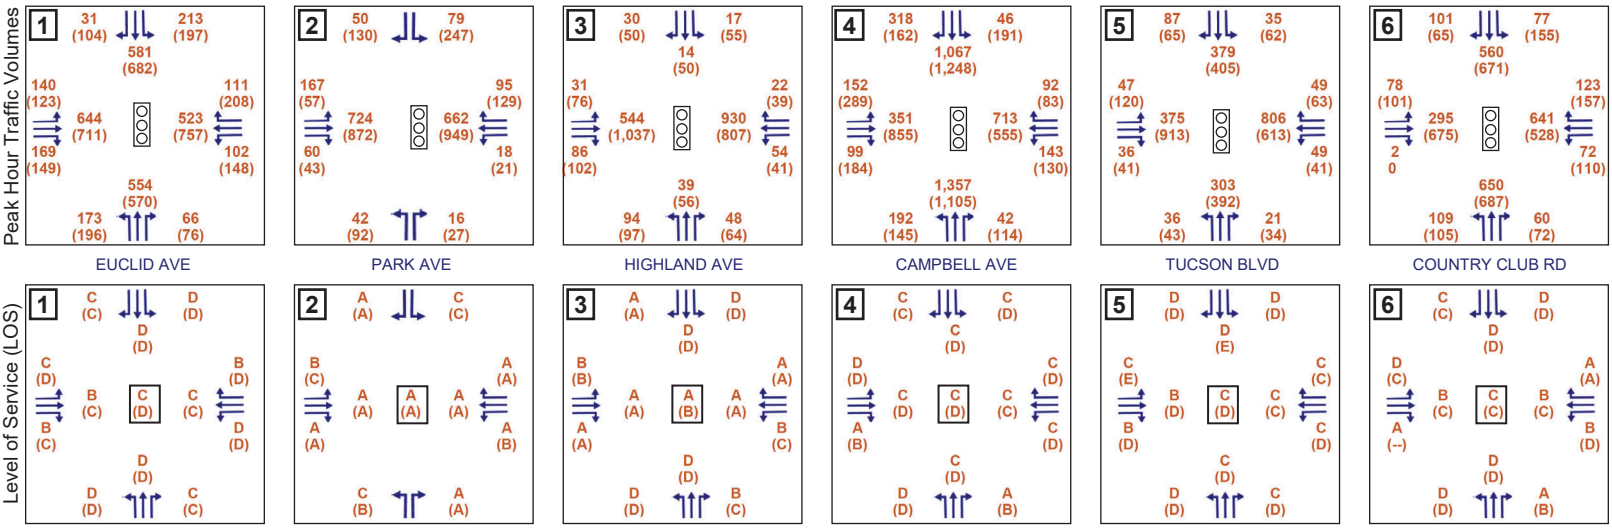 Peak Hour Traffic Volumes
1
31
(104)
213
(197)
581
(682)
140
(123)
111
(208)
644
(711)
523
(757)
169
(149)
102
(148)
554
(570)
173
(196)
66
(76)
EUCLID AVE
2
50
(130)
79
(247)
167
(57)
95
(129)
724
(872)
662
(949)
60
(43)
18
(21)
42
(92)
16
(27)
PARK AVE
3
30
(50)
17
(55)
14
(50)
31
(76)
22
(39)
544
(1,037)
930
(807)
86
(102)
54
(41)
39
(56)
94
(97)
48
(64)
HIGHLAND AVE
4
318
(162)
46
(191)
1,067
(1,248)
152
(289)
92
(83)
351
(855)
713
(555)
99
(184)
143
(130)
1,357
(1,105)
192
(145)
42
(114)
CAMPBELL AVE
5
87
(65)
35
(62)
379
(405)
47
(120)
49
(63)
375
(913)
806
(613)
36
(41)
49
(41)
303
(392)
36
(43)
21
(34)
TUCSON BLVD
6
101
(65)
77
(155)
560
(671)
78
(101)
123
(157)
295
(675)
641
(528)
2
0
72
(110)
650
(687)
109
(105)
60
(72)
COUNTRY CLUB RD
Level of Service (LOS)
1
C
(C)
D
(D)
D
(D)
C
(D)
B
(D)
B
(C)
C
(D)
C
(C)
B
(C)
D
(D)
D
(D)
D
(D)
C
(C)
2
A
(A)
C
(C)
B
(C)
A
(A)
A
(A)
A
(A)
A
(A)
A
(A)
A
(B)
C
(B)
A
(A)
3
A
(A)
D
(D)
D
(D)
B
(B)
A
(A)
A
(A)
A
(B)
A
(A)
A
(A)
B
(C)
D
(D)
D
(D)
B
(C)
4
C
(C)
C
(D)
C
(D)
D
(D)
C
(D)
C
(D)
C
(D)
C
(C)
A
(B)
C
(D)
C
(D)
D
(D)
A
(B)
5
D
(D)
D
(D)
D
(E)
C
(E)
C
(C)
B
(D)
C
(D)
C
(C)
B
(D)
C
(D)
C
(D)
D
(D)
C
(D)
6
C
(C)
D
(D)
D
(D)
D
(C)
A
(A)
B
(C)
C
(C)
B
(C)
A
(--)
B
(D)
D
(D)
D
(D)
A
(B)